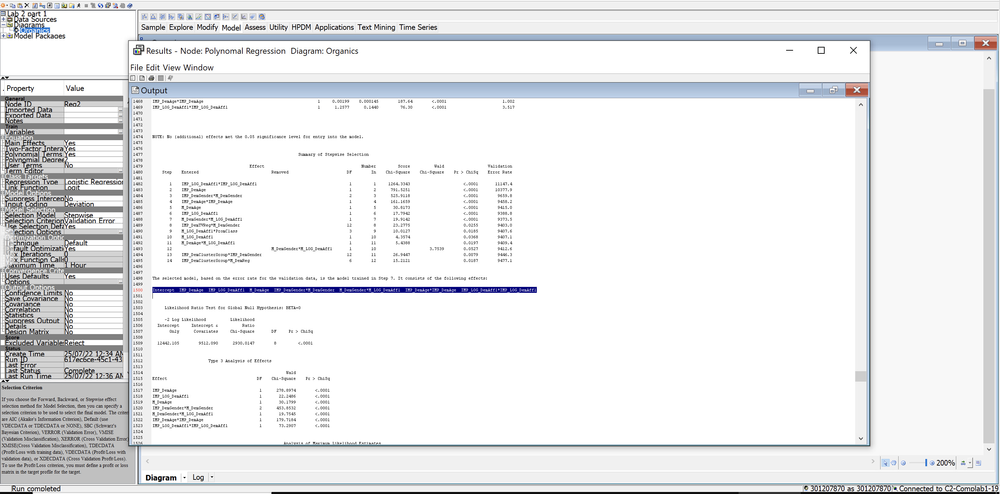 Lab 2 part 1
Data Sources
Diagrams
Organics
Model Packages
Sample Explore Modify Model Assess Utility HPDM Applications Text Mining Time Series
Results - Node: Polynomal Regression Diagram: Organics
File Edit View Window
Output
. Property Value
General
Node ID Reg2
Imported Data ...
Exported Data ...
Notes ...
Train
Variables ...
Equation
Main Effects Yes
Two-Factor Intera Yes
Polynomial Terms Yes
Polynomial Degree 2
User Terms No
Term Editor ...
Class Targets
Regression Type Logistic Regression
Link Function Logit
Model Options
Suppress Intercep No
Input Coding Deviation
Model Selection
Selection Model Stepwise
Selection Criterion Validation Error
Use Selection Defa Yes
Selection Options ...
Optimization Optic
Technique Default
Default Optimizati Yes
Max Iterations 0
Max Function Calls 0
Maximum Time 1 Hour
Convergence Crite
Uses Defaults Yes
Options ...
Output Options
Confidence Limits No
Save Covariance No
Covariance No
Correlation No
Statistics No
Suppress Output No
Details No
Design Matrix No
Score
Excluded Variables Reject
Status
Create Time 25/07/22 12:34 AM
Run ID 617ec6ce-45c1-43
Last Error
Last Status Complete
Last Run Time 25/07/22 12:36 AM
Selection Criterion
If you choose the Forward, Backward, or Stepwise effect
selection method for Model Selection, then you can specify a
selection criterion to be used to select the final model. The criteri
are AIC (Akaike's Information Criterion), Default (use
VDECDATA or TDECDATA or NONE), SBC (Schwarz's
Bayesian Criterion), VERROR (Validation Error), VMISE
(Validation Misclassification), XERROR (Cross Validation Error)
XMISE(Cross Validation Misclassification), TDECDATA
(Profit/Loss with training data), VDECDATA (Profit/Loss with
validation data), or XDECDATA (Cross Validation Profit/Loss).
To use the Profit/Loss criterion, you must define a profit or loss
matrix in the target profile for the target.
1468 IMP_DemAge*IMP_DemAge 1 0.00199 0.000145 187.64 <.0001 1.002
1469 IMP_LOG_DemAffl*IMP_LOG_DemAffl 1 1.2577 0.1440 76.30 <.0001 3.517
1470
1471
1472
1473
1474 NOTE: No (additional) effects met the 0.05 significance level for entry into the model.
1475
1476
1477 Summary of Stepwise Selection
1478
1479 Effect Number Score Wald Validation
1480 Step Entered Removed DF In Chi-Square Chi-Square Pr > ChiSq Error Rate
1481
1482 1 IMP_LOG_DemAffl*IMP_LOG_DemAffl 1 1 1264.3343 <.0001 11147.4
1483 2 IMP_DemAge 1 2 791.5251 <.0001 10377.9
1484 3 IMP_DemGender*M_DemGender 2 3 525.9118 <.0001 9659.8
1485 4 IMP_DemAge*IMP_DemAge 1 4 161.1659 <.0001 9458.2
1486 5 M_DemAge 1 5 30.8173 <.0001 9415.0
1487 6 IMP_LOG_DemAffl 1 6 17.7942 <.0001 9388.8
1488 7 M_DemGender*M_LOG_DemAffl 1 7 19.9142 <.0001 9373.5
1489 8 IMP_DemTVReg*M_DemGender 12 8 23.2775 0.0255 9403.0
1490 9 M_LOG_DemAffl*PromClass 3 9 10.0127 0.0185 9407.6
1491 10 M_LOG_DemAffl 1 10 4.3574 0.0368 9407.1
1492 11 M_DemAge*M_LOG_DemAffl 1 11 5.4388 0.0197 9409.4
1493 12 M_DemGender*M_LOG_DemAffl 1 10 3.7539 0.0527 9412.6
1494 13 IMP_DemClusterGroup*IMP_DemGender 12 11 26.9447 0.0079 9446.3
1495 14 IMP_DemClusterGroup*M_DemReg 6 12 15.2121 0.0187 9477.1
1496
1497
1498 The selected model, based on the error rate for the validation data, is the model trained in Step 7. It consists of the following effects:
1499
1500 Intercept IMP_DemAge IMP_LOG_DemAffl M_DemAge IMP_DemGender*M_DemGender M_DemGender*M_LOG_DemAffl IMP_DemAge*IMP_DemAge IMP_LOG_DemAffl*IMP_LOG_DemAffl
1501
1502
1503 Likelihood Ratio Test for Global Null Hypothesis: BETA=0
1504
1505 -2 Log Likelihood Likelihood
1506 Intercept Intercept & Ratio
1507 Only Covariates Chi-Square DF Pr > ChiSq
1508
1509 12442.105 9512.090 2930.0147 8 <.0001
1510
1511
1512 Type 3 Analysis of Effects
1513
1514 Wald
1515 Effect DF Chi-Square Pr > ChiSq
1516
1517 IMP_DemAge 1 278.8974 <.0001
1518 IMP_LOG_DemAffl 1 22.2486 <.0001
1519 M_DemAge 1 30.1799 <.0001
1520 IMP_DemGender*M_DemGender 2 453.8532 <.0001
1521 M_DemGender*M_LOG_DemAffl 1 19.7545 <.0001
1522 IMP_DemAge*IMP_DemAge 1 179.7184 <.0001
1523 IMP_LOG_DemAffl*IMP_LOG_DemAffl 1 73.2907 <.0001
1524
1525
1526 Analysis of Maximum Likelihood Estimates
200%
Diagram Log
Run completed
301207870 as 301207870 Connected to C2-Complab1-19